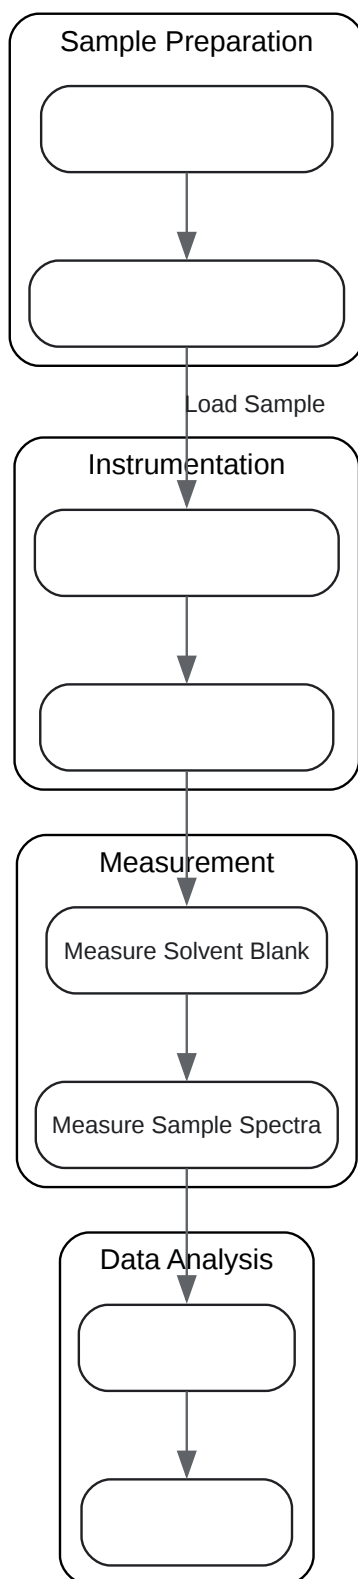 Sample Preparation
Load Sample
Instrumentation
Measurement
Measure Solvent Blank
Measure Sample Spectra
Data Analysis